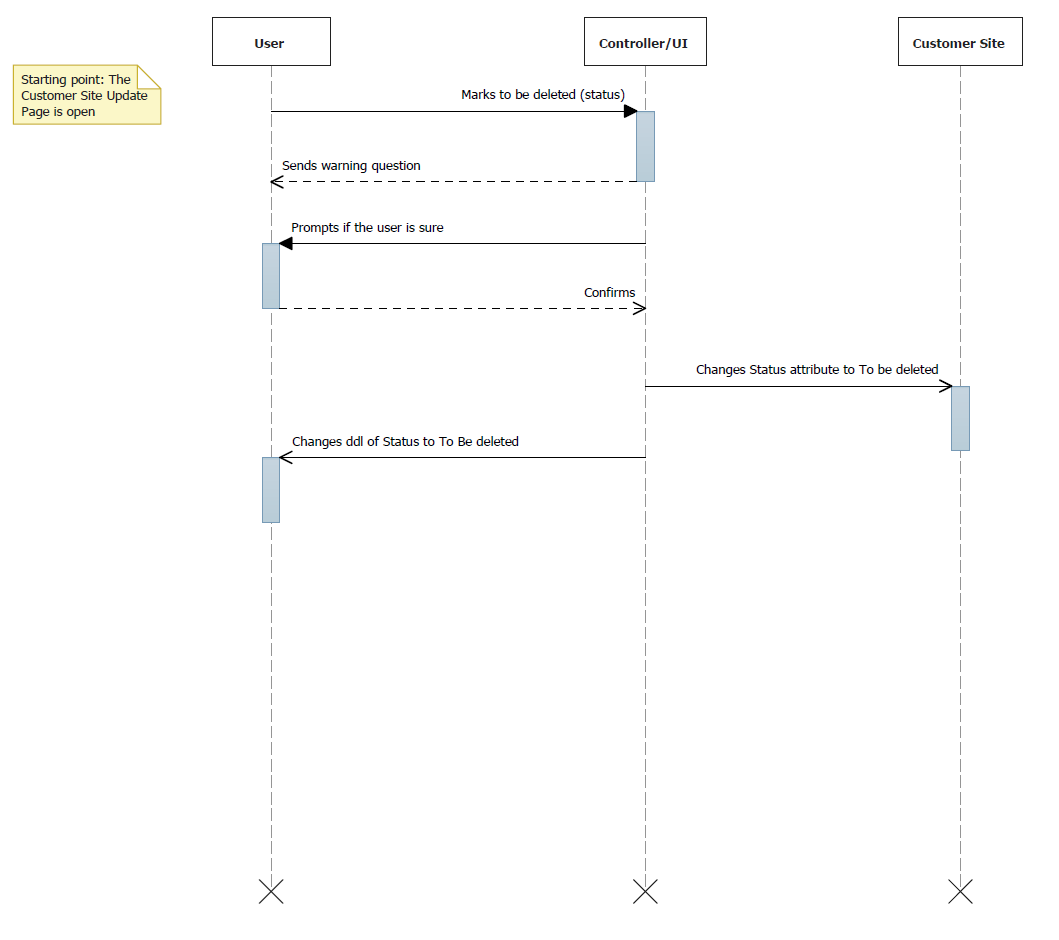 User
Controller/UI
Customer Site
Starting point: The
Customer Site Update
Page is open
Marks to be deleted (status)
Sends warning question
Prompts if the user is sure
Confirms
Changes Status attribute to To be deleted
Changes ddl of Status to To Be deleted